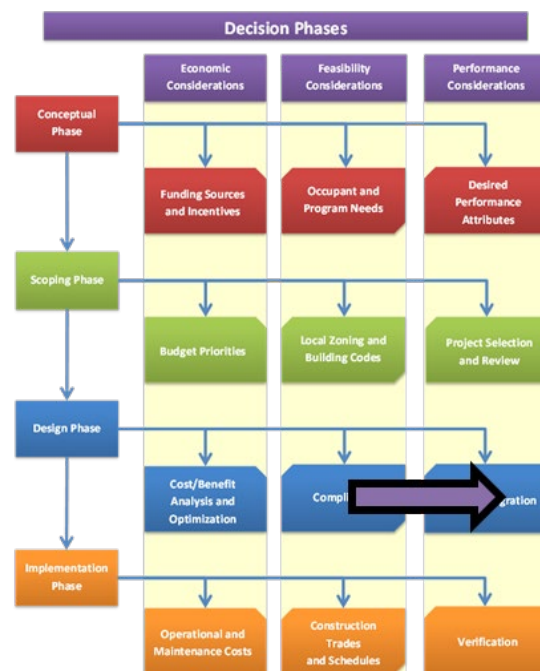 Decision Phases
Economic
Considerations
Feasibility
Considerations
Performance
Considerations
Conceptual
Phase
Funding Sources
and Incentives
Occupant and
Program Needs
Desired
Performance
Attributes
Scoping Phase
Budget Priorities
Local Zoning and
Building Codes
Project Selection
and Review
Design Phase
Cost/Benefit
Analysis and
Optimization
Implementation
Phase
Operational and
Maintenance Costs
Construction
Trades
and Schedules
Verification